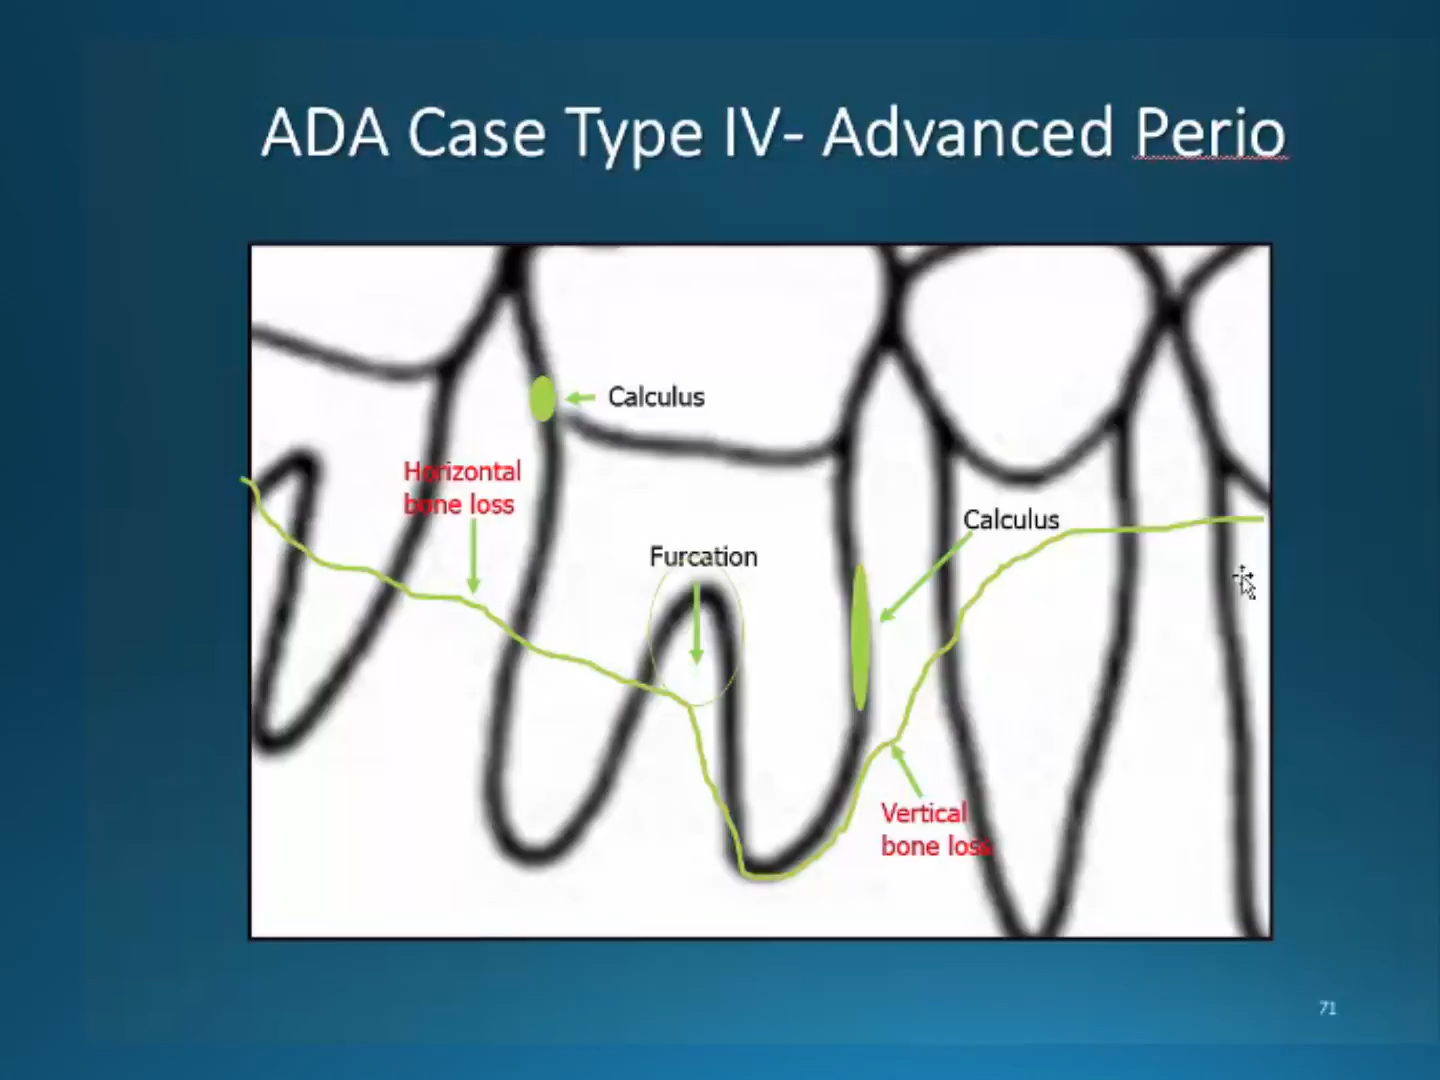 ADA Case Type IV- Advanced Perio
Calculus
Horizontal
bone loss
Calculus
Furcation
Vertical
bone loss
71